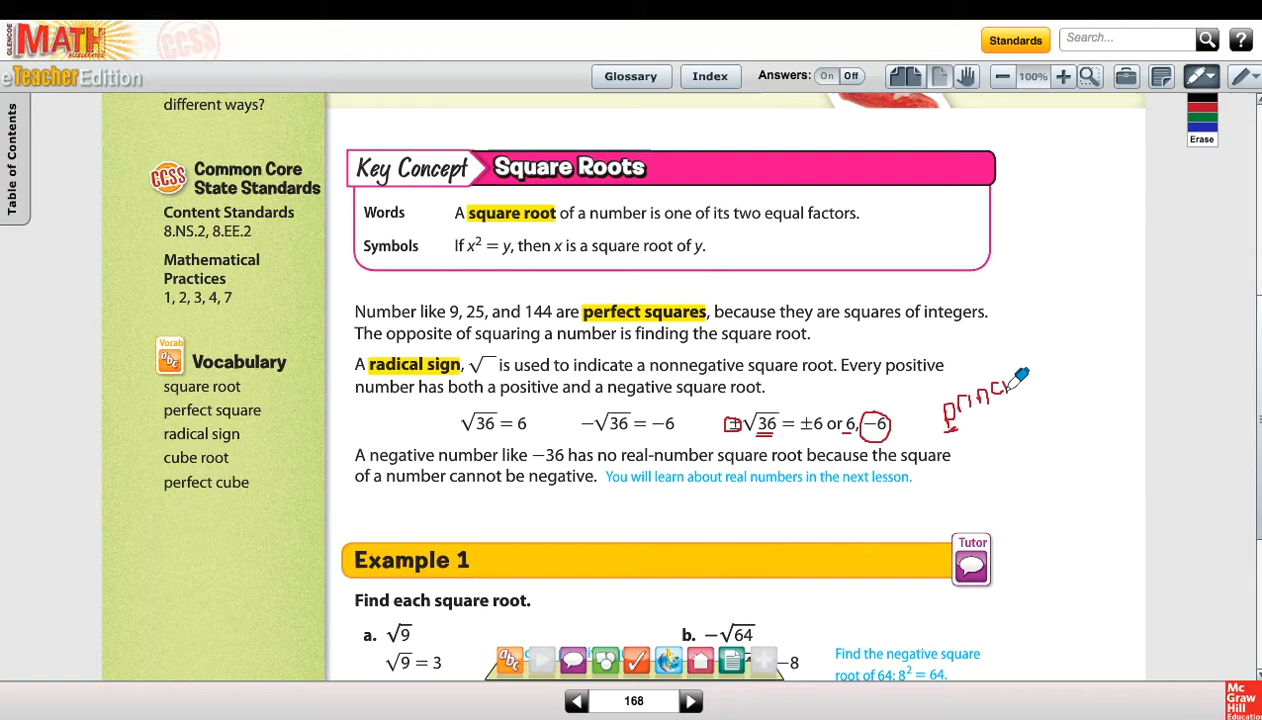 GLENCOE
MATH
ACCELERATED
CCSS
eTeacherEdition
Standards
Search...
?
Glossary
Index
Answers: On Off
100%
Erase
Table of Contents
different ways?
CCSS
Common Core
State Standards
Content Standards
8.NS.2, 8.EE.2
Mathematical
Practices
1, 2, 3, 4, 7
Vocab
abc
Vocabulary
square root
perfect square
radical sign
cube root
perfect cube
Key Concept
Square Roots
Words A square root of a number is one of its two equal factors.
Symbols If x² = y, then x is a square root of y.
Number like 9, 25, and 144 are perfect squares, because they are squares of integers.
The opposite of squaring a number is finding the square root.
A radical sign, √ is used to indicate a nonnegative square root. Every positive
number has both a positive and a negative square root.
√36 = 6 −√36 = −6 ±√36 = ±6 or 6, −6
princ
A negative number like −36 has no real-number square root because the square
of a number cannot be negative. You will learn about real numbers in the next lesson.
Example 1
Tutor
Find each square root.
a. √9
√9 = 3
b. −√64
−8
Find the negative square
root of 64; 8² = 64.
abc
168
Mc
Graw
Hill
Education